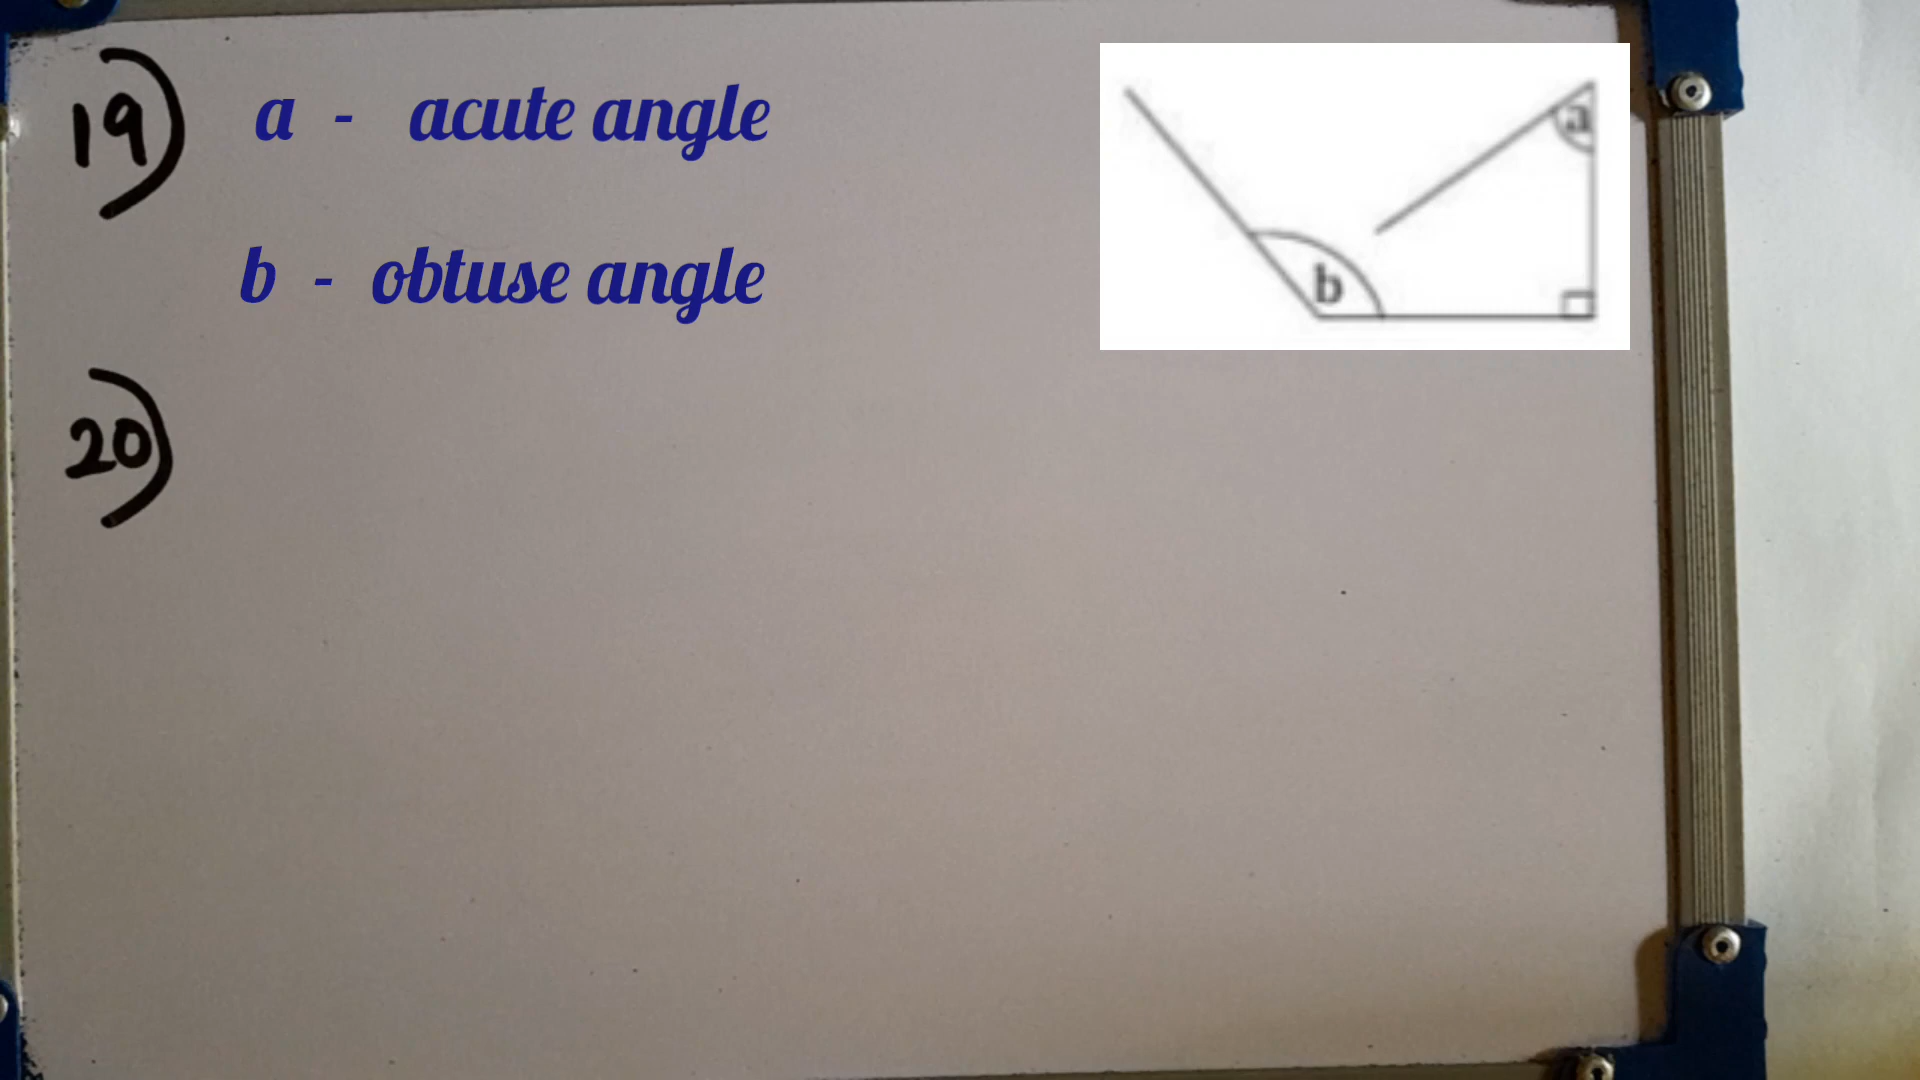 19) a - acute angle
b - obtuse angle
a
b
20)